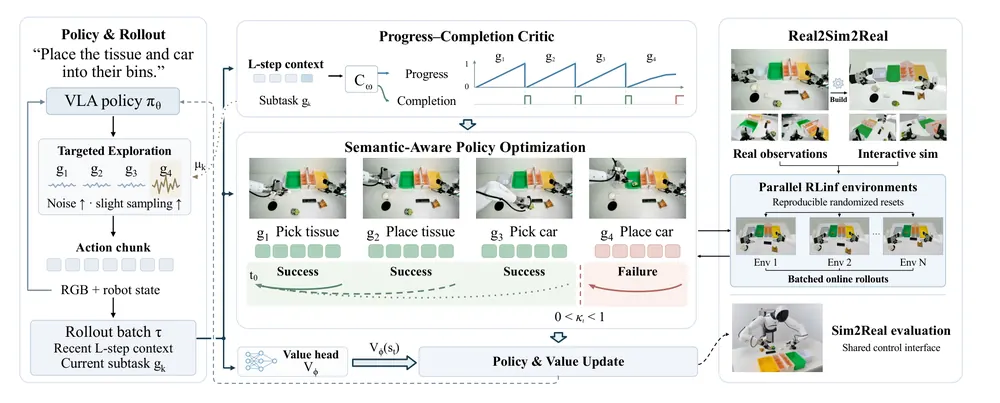 Policy & Rollout
“Place the tissue and car
into their bins.”
VLA policy πθ
Targeted Exploration
g1 g2 g3 g4
Noise ↑ · slight sampling ↑
μk
Action chunk
RGB + robot state
Rollout batch τ
Recent L-step context
Current subtask gk
Progress–Completion Critic
L-step context
Subtask gk
Cω
Progress
Completion
1
0
g1 g2 g3 g4
Semantic-Aware Policy Optimization
g1 Pick tissue
g2 Place tissue
g3 Pick car
g4 Place car
Success
Success
Success
Failure
t0
0 < κi < 1
Value head
Vϕ
Vϕ(st)
Policy & Value Update
Real2Sim2Real
Build
Real observations
Interactive sim
Parallel RLinf environments
Reproducible randomized resets
...
Env 1
Env 2
Env N
Batched online rollouts
Sim2Real evaluation
Shared control interface